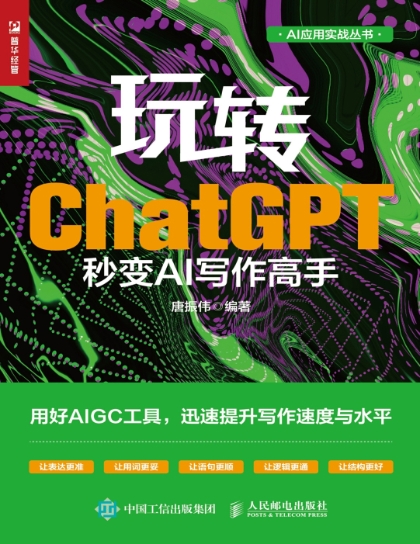 ·AI应用实战丛书·
玩转
ChatGPT
秒变AI写作高手
唐振伟 ◎ 编著
用好AIGC工具，迅速提升写作速度与水平
让表达更准 让用词更妥 让语句更顺 让逻辑更通 让结构更好
中国工信出版集团 人民邮电出版社
POSTS & TELECOM PRESS